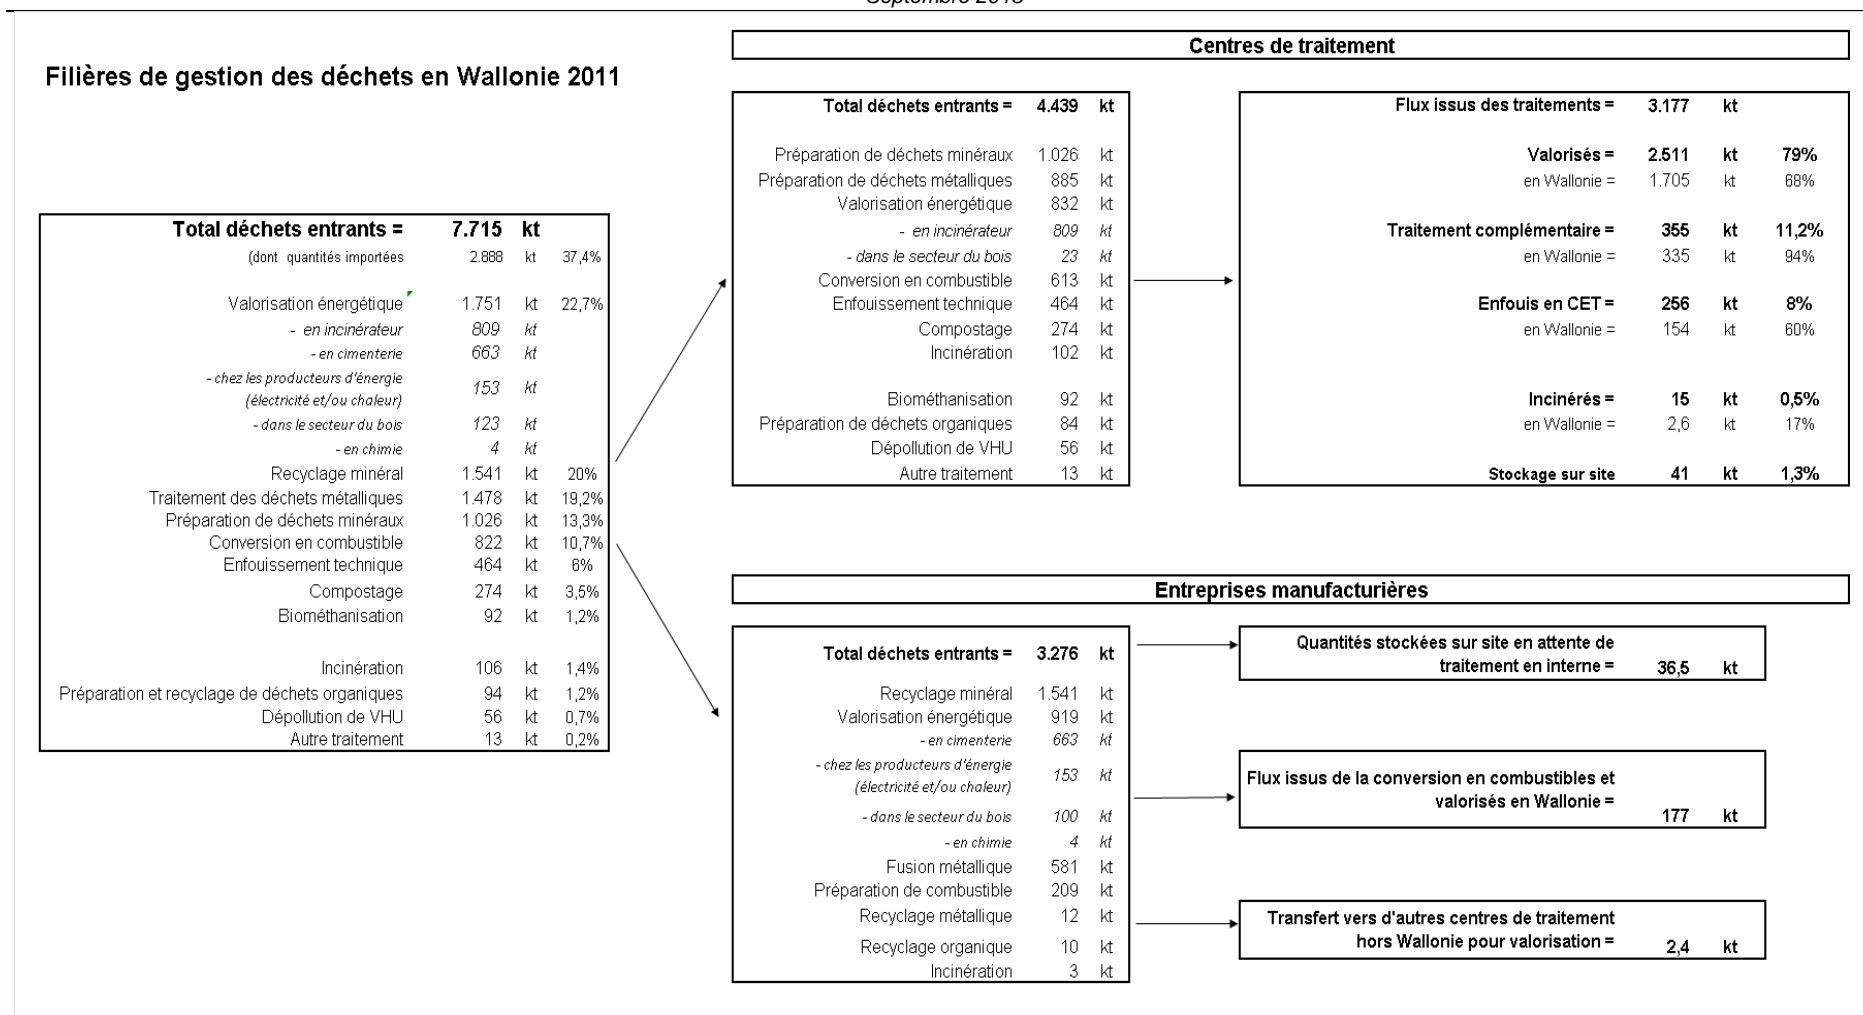 Septembre 2013
Filières de gestion des déchets en Wallonie 2011
Total déchets entrants = 7.715 kt
(dont quantités importées 2.888 kt 37,4%
Valorisation énergétique 1.751 kt 22,7%
- en incinérateur 809 kt
- en cimenterie 663 kt
- chez les producteurs d'énergie
(électricité et/ou chaleur) 153 kt
- dans le secteur du bois 123 kt
- en chimie 4 kt
Recyclage minéral 1.541 kt 20%
Traitement des déchets métalliques 1.478 kt 19,2%
Préparation de déchets minéraux 1.026 kt 13,3%
Conversion en combustible 822 kt 10,7%
Enfouissement technique 464 kt 6%
Compostage 274 kt 3,5%
Biométhanisation 92 kt 1,2%
Incinération 106 kt 1,4%
Préparation et recyclage de déchets organiques 94 kt 1,2%
Dépollution de VHU 56 kt 0,7%
Autre traitement 13 kt 0,2%
Centres de traitement
Total déchets entrants = 4.439 kt
Préparation de déchets minéraux 1.026 kt
Préparation de déchets métalliques 885 kt
Valorisation énergétique 832 kt
- en incinérateur 809 kt
- dans le secteur du bois 23 kt
Conversion en combustible 613 kt
Enfouissement technique 464 kt
Compostage 274 kt
Incinération 102 kt
Biométhanisation 92 kt
Préparation de déchets organiques 84 kt
Dépollution de VHU 56 kt
Autre traitement 13 kt
Flux issus des traitements = 3.177 kt
Valorisés = 2.511 kt 79%
en Wallonie = 1.705 kt 68%
Traitement complémentaire = 355 kt 11,2%
en Wallonie = 335 kt 94%
Enfouis en CET = 256 kt 8%
en Wallonie = 154 kt 60%
Incinérés = 15 kt 0,5%
en Wallonie = 2,6 kt 17%
Stockage sur site 41 kt 1,3%
Entreprises manufacturières
Total déchets entrants = 3.276 kt
Recyclage minéral 1.541 kt
Valorisation énergétique 919 kt
- en cimenterie 663 kt
- chez les producteurs d'énergie
(électricité et/ou chaleur) 153 kt
- dans le secteur du bois 100 kt
- en chimie 4 kt
Fusion métallique 581 kt
Préparation de combustible 209 kt
Recyclage métallique 12 kt
Recyclage organique 10 kt
Incinération 3 kt
Quantités stockées sur site en attente de
traitement en interne = 36,5 kt
Flux issus de la conversion en combustibles et
valorisés en Wallonie =
177 kt
Transfert vers d'autres centres de traitement
hors Wallonie pour valorisation = 2,4 kt